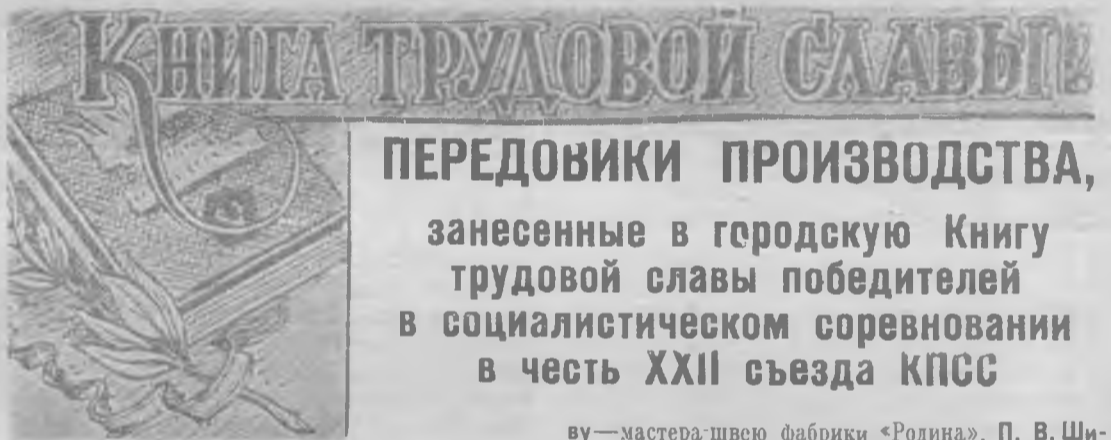 КНИГА ТРУДОВОЙ СЛАВЫ
ПЕРЕДОВИКИ ПРОИЗВОДСТВА,
занесенные в городскую Книгу
трудовой славы победителей
в социалистическом соревновании
в честь XXII съезда КПСС
ву—мастера-швею фабрики «Родина», П. В. Ши-